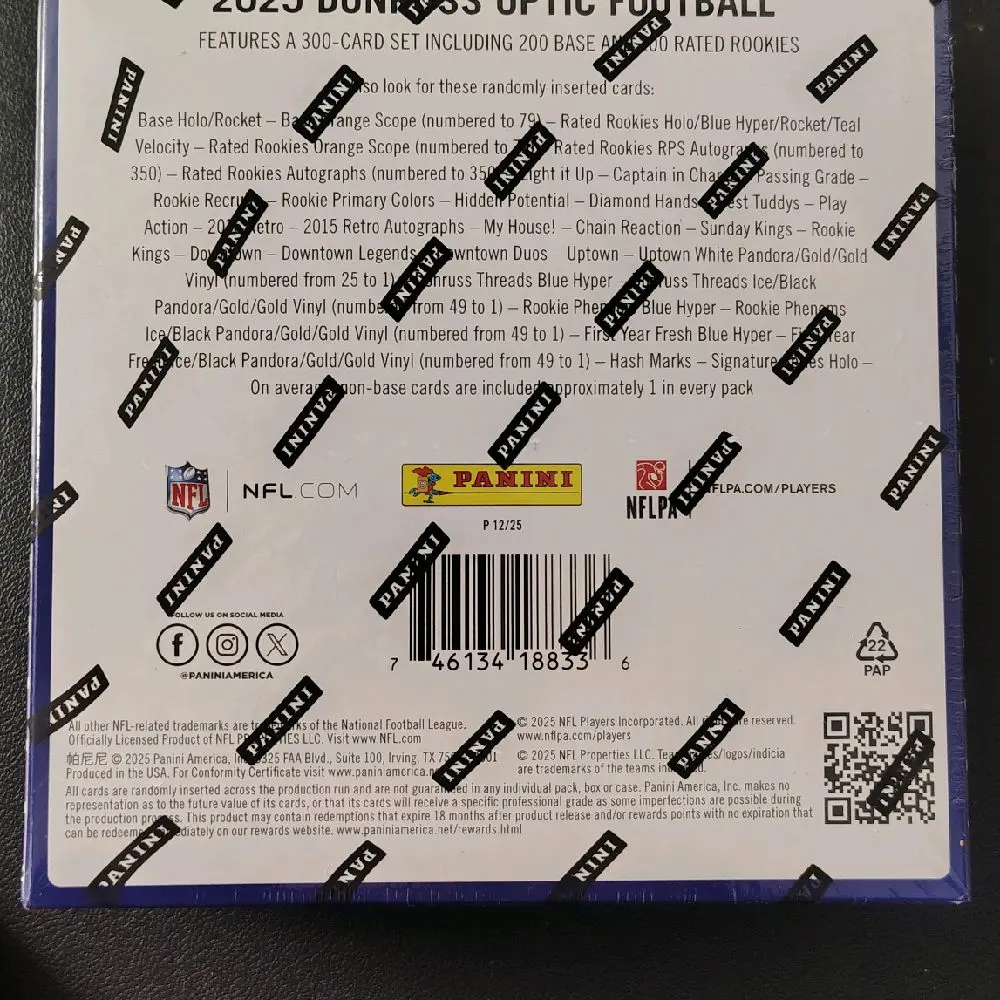 2025 DONRUSS OPTIC FOOTBALL
FEATURES A 300-CARD SET INCLUDING 200 BASE AND 100 RATED ROOKIES
so look for these randomly inserted cards:
Base Holo/Rocket – Base Orange Scope (numbered to 79) – Rated Rookies Holo/Blue Hyper/Rocket/Teal
Velocity – Rated Rookies Orange Scope (numbered to Rated Rookies RPS Autographs (numbered to
350) – Rated Rookies Autographs (numbered to 350 Light it Up – Captain in Charge Passing Grade –
Rookie Recruits – Rookie Primary Colors – Hidden Potential – Diamond Hands Best Tuddys – Play
Action – 2015 Retro – 2015 Retro Autographs – My House! – Chain Reaction – Sunday Kings – Rookie
Kings – Downtown – Downtown Legends Downtown Duos Uptown – Uptown White Pandora/Gold/Gold
Vinyl (numbered from 25 to 1) Donruss Threads Blue Hyper Donruss Threads Ice/Black
Pandora/Gold/Gold Vinyl (numbered from 49 to 1) – Rookie Phenoms Blue Hyper – Rookie Phenoms
Ice/Black Pandora/Gold/Gold Vinyl (numbered from 49 to 1) – First Year Fresh Blue Hyper – First Year
Fresh Ice/Black Pandora/Gold/Gold Vinyl (numbered from 49 to 1) – Hash Marks – Signature Series Holo –
On average non-base cards are included approximately 1 in every pack
NFL
NFL.COM
PANINI
NFLPA
NFLPA.COM/PLAYERS
P 12/25
FOLLOW US ON SOCIAL MEDIA
@PANINIAMERICA
7 46134 18833 6
22
PAP
All other NFL-related trademarks are trademarks of the National Football League.
Officially Licensed Product of NFL PROPERTIES LLC. Visit www.NFL.com
© 2025 NFL Players Incorporated. All rights are reserved.
www.nflpa.com/players
帕尼尼 © 2025 Panini America, Inc. 5325 FAA Blvd., Suite 100, Irving, TX
Produced in the USA. For Conformity Certificate visit www.paniniamerica.n
© 2025 NFL Properties LLC. Team names/logos/indicia
are trademarks of the teams indicated.
All cards are randomly inserted across the production run and are not guaranteed in any individual pack, box or case. Panini America, Inc. makes no
representation as to the future value of its cards, or that its cards will receive a specific professional grade as some imperfections are possible during
the production process. This product may contain redemptions that expire 18 months after product release and/or rewards points with no expiration that
can be redeemed immediately on our rewards website. www.paniniamerica.net/rewards.html